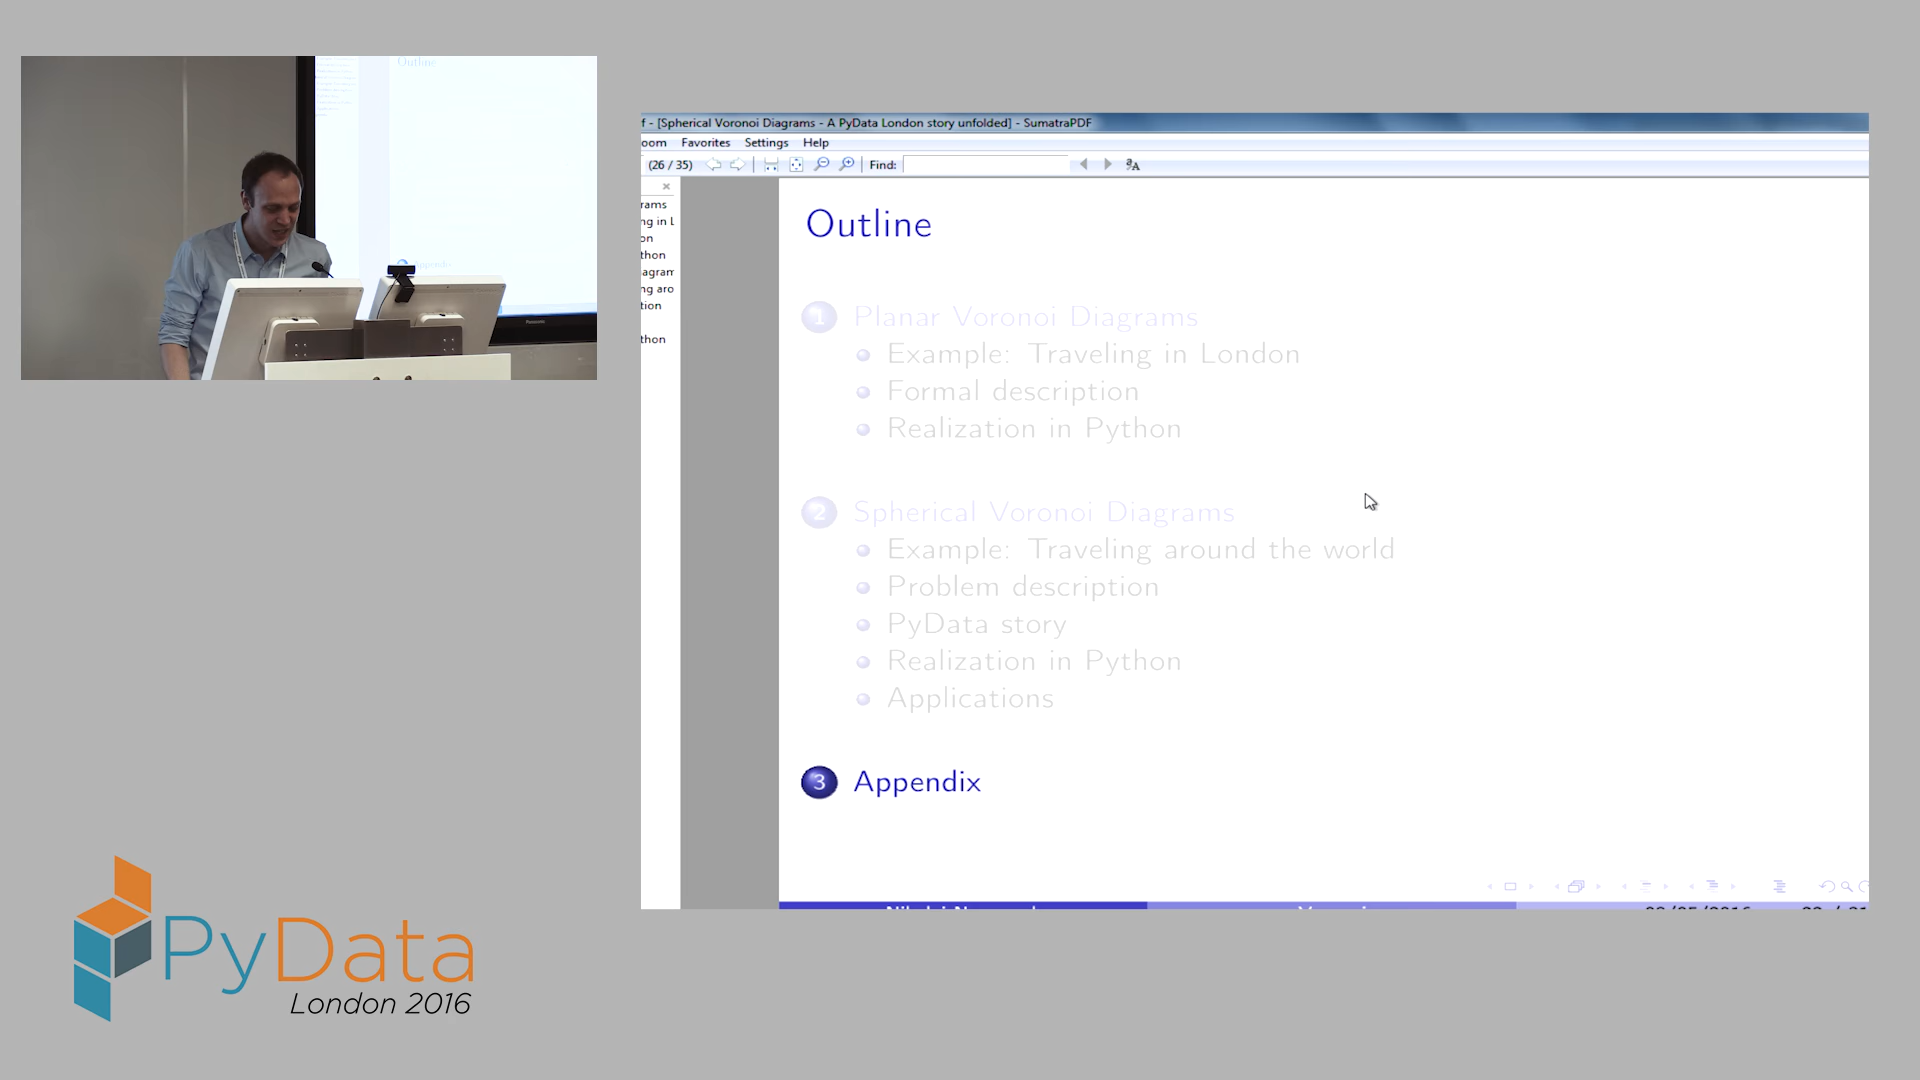 Outline
f - [Spherical Voronoi Diagrams - A PyData London story unfolded] - SumatraPDF
oom Favorites Settings Help
(26 / 35) Find:
rams
ng in L
on
thon
agram
ng aro
tion
thon
Outline
1 Planar Voronoi Diagrams
Example: Traveling in London
Formal description
Realization in Python
2 Spherical Voronoi Diagrams
Example: Traveling around the world
Problem description
PyData story
Realization in Python
Applications
3 Appendix
PyData
London 2016